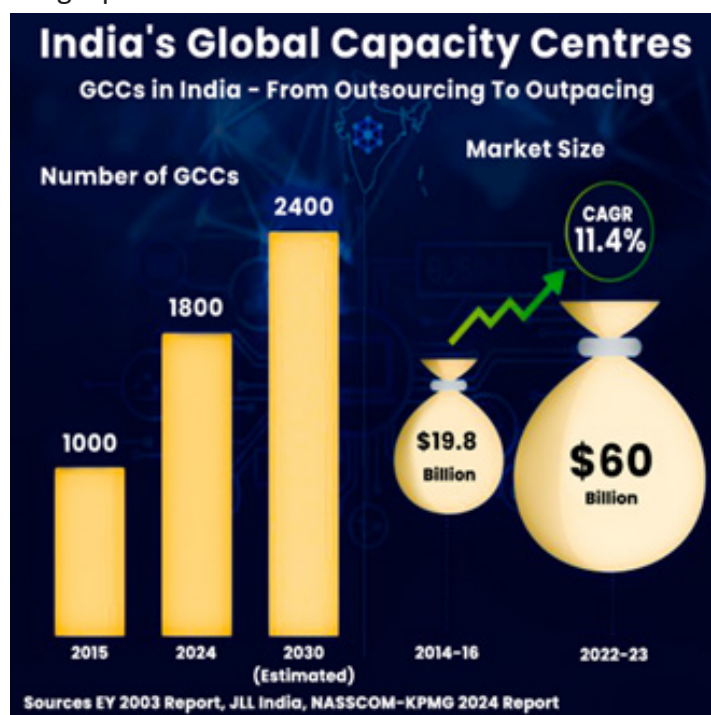 India's Global Capacity Centres
GCCs in India - From Outsourcing To Outpacing
Number of GCCs
2400
1800
1000
2015
2024
2030
(Estimated)
Market Size
CAGR
11.4%
$19.8
Billion
$60
Billion
2014-16
2022-23
Sources EY 2003 Report, JLL India, NASSCOM-KPMG 2024 Report